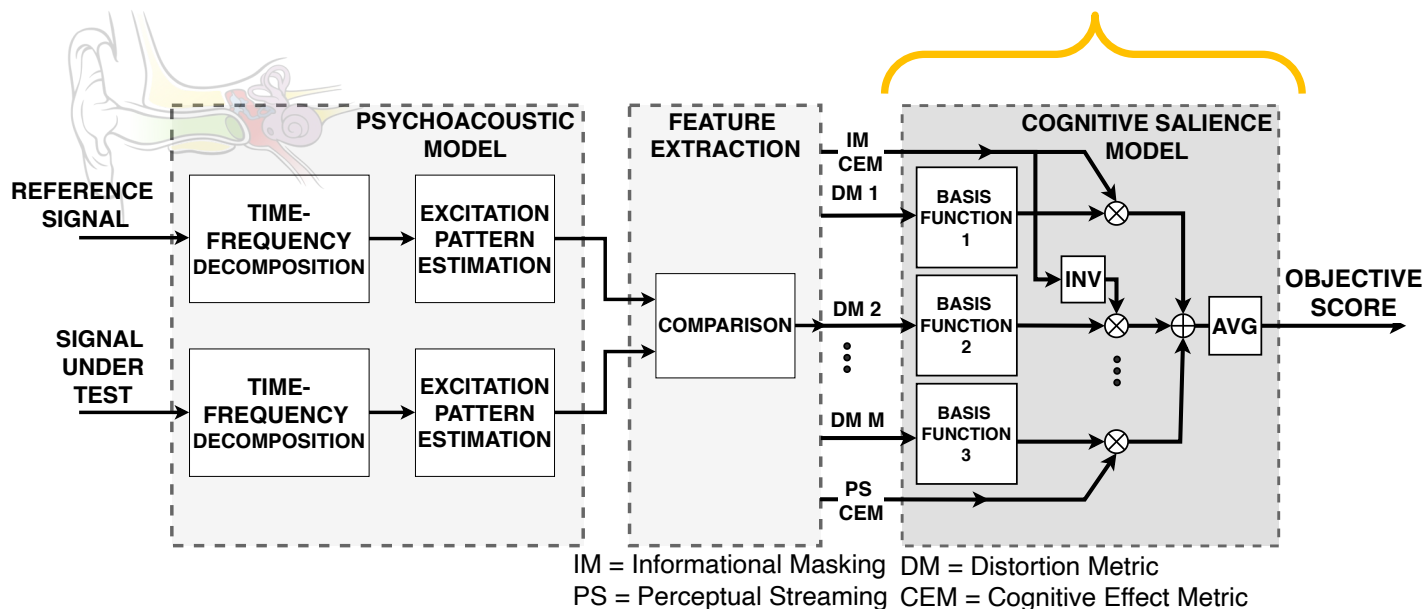 PSYCHOACOUSTIC
MODEL
FEATURE
EXTRACTION
COGNITIVE SALIENCE
MODEL
REFERENCE
SIGNAL
TIME-
FREQUENCY
DECOMPOSITION
EXCITATION
PATTERN
ESTIMATION
SIGNAL
UNDER
TEST
TIME-
FREQUENCY
DECOMPOSITION
EXCITATION
PATTERN
ESTIMATION
COMPARISON
IM
CEM
DM 1
DM 2
DM M
PS
CEM
BASIS
FUNCTION
1
BASIS
FUNCTION
2
BASIS
FUNCTION
3
INV
AVG
OBJECTIVE
SCORE
IM = Informational Masking
DM = Distortion Metric
PS = Perceptual Streaming
CEM = Cognitive Effect Metric